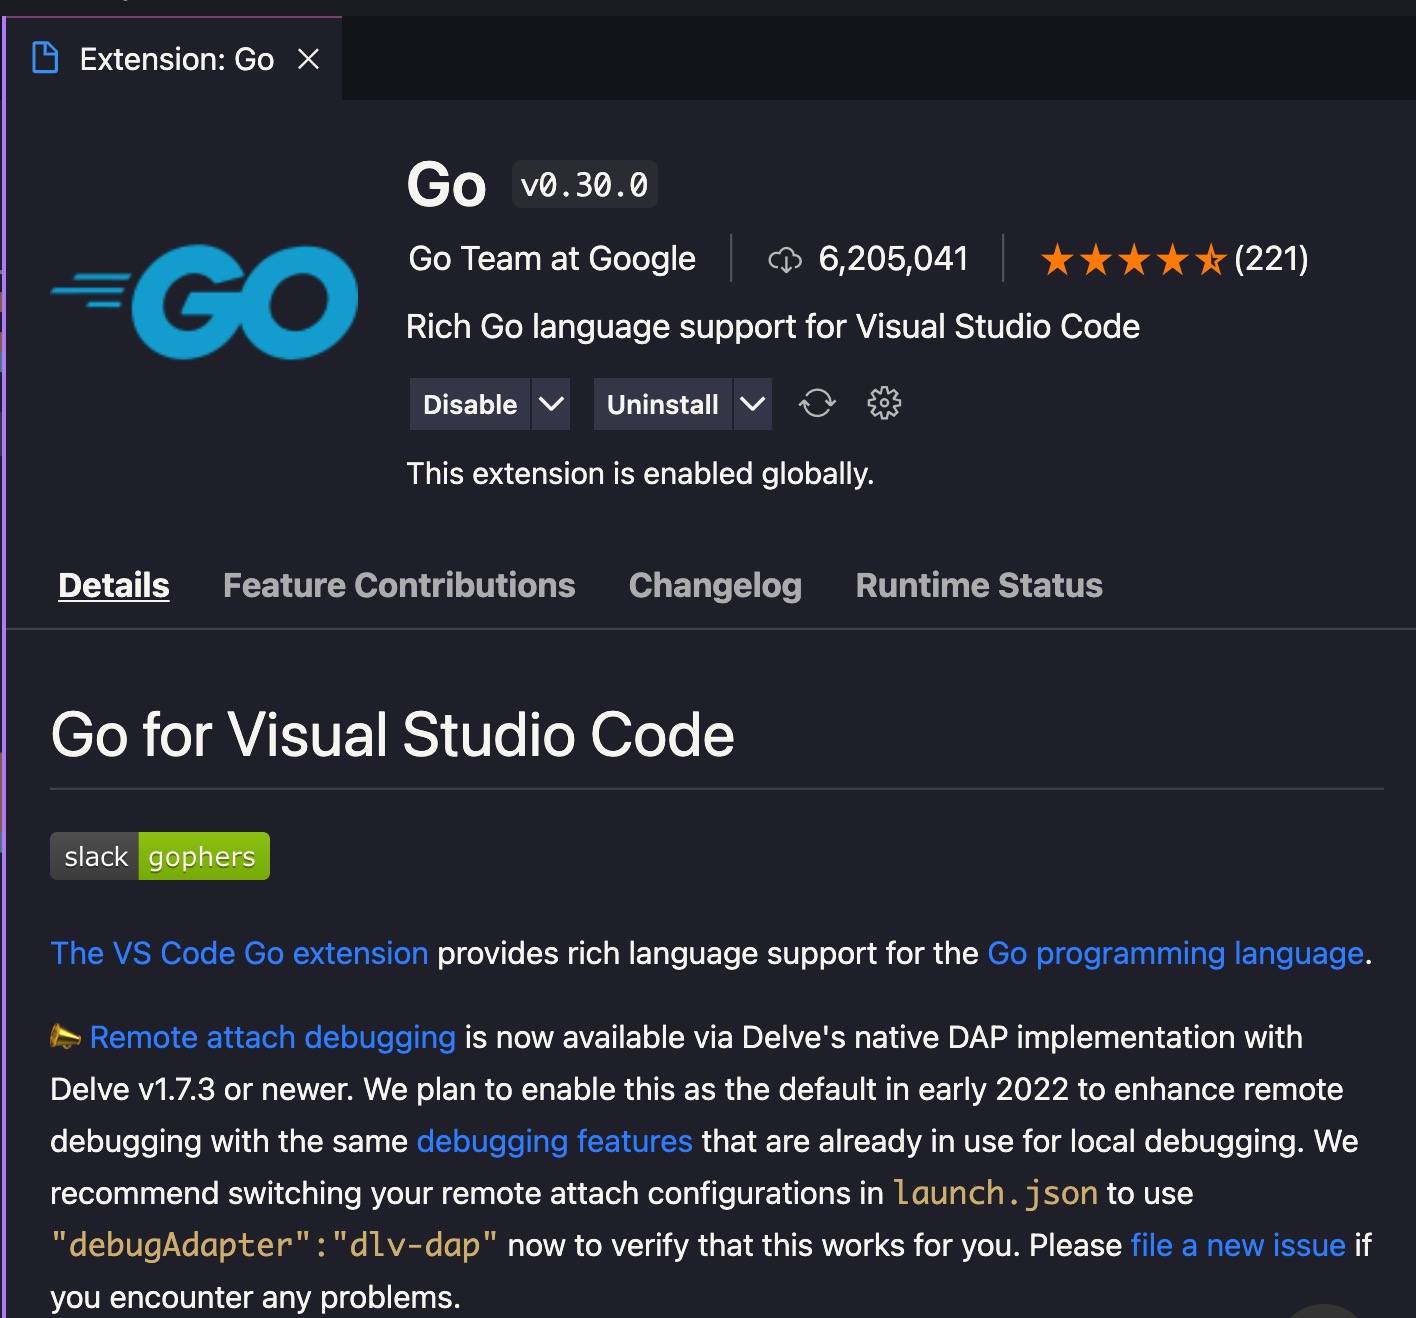 Extension: Go
Go v0.30.0
GO
Go Team at Google 6,205,041 (221)
Rich Go language support for Visual Studio Code
Disable Uninstall
This extension is enabled globally.
Details Feature Contributions Changelog Runtime Status
Go for Visual Studio Code
slack gophers
The VS Code Go extension provides rich language support for the Go programming language.
Remote attach debugging is now available via Delve's native DAP implementation with
Delve v1.7.3 or newer. We plan to enable this as the default in early 2022 to enhance remote
debugging with the same debugging features that are already in use for local debugging. We
recommend switching your remote attach configurations in launch.json to use
"debugAdapter":"dlv-dap" now to verify that this works for you. Please file a new issue if
you encounter any problems.